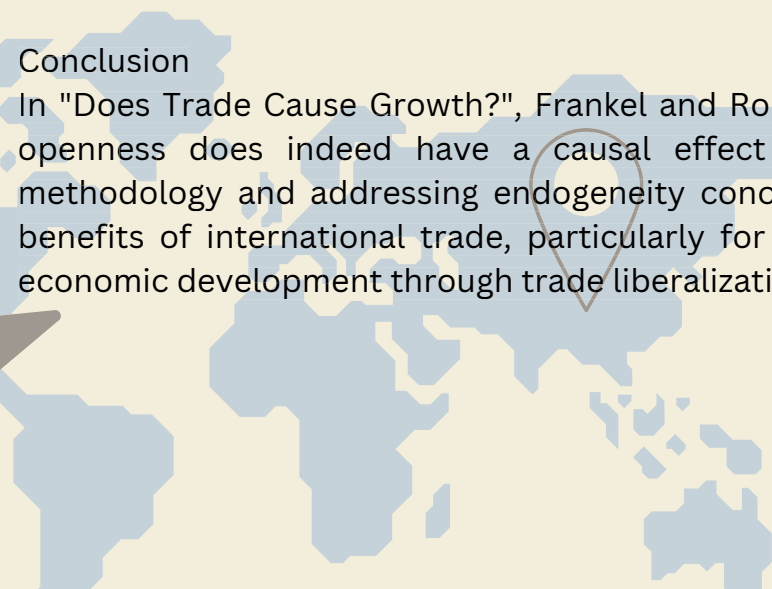 Conclusion
In "Does Trade Cause Growth?", Frankel and Ro
openness does indeed have a causal effect
methodology and addressing endogeneity conc
benefits of international trade, particularly for
economic development through trade liberalizati